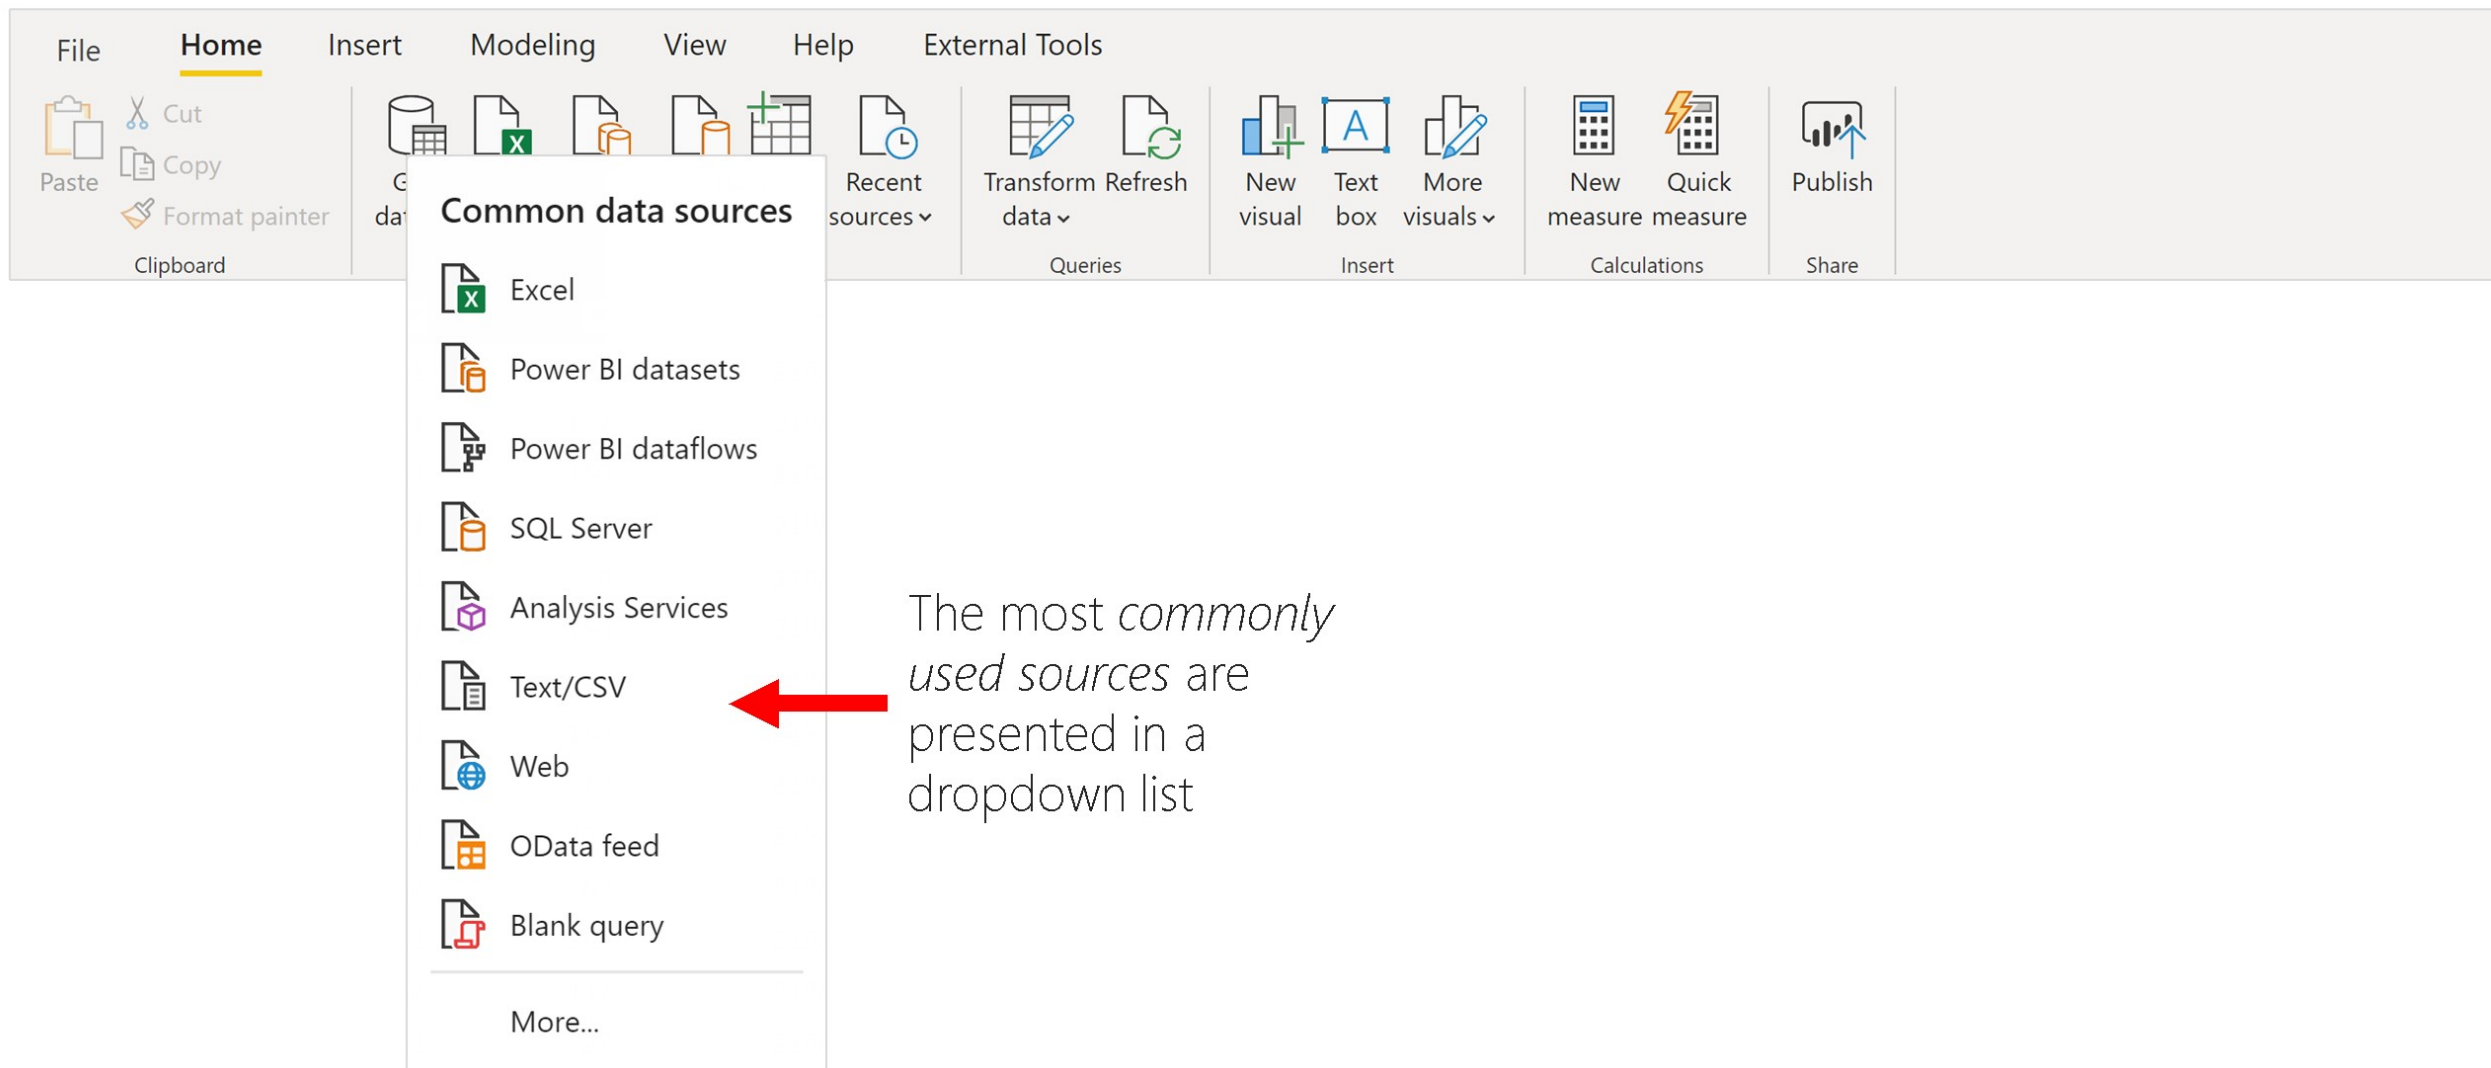 File Home Insert Modeling View Help External Tools
Cut
Copy
Format painter
Paste
Clipboard
Recent
sources
Transform
data
Refresh
Queries
New
visual
Text
box
More
visuals
Insert
New
measure
Quick
measure
Calculations
Publish
Share
Common data sources
X
Excel
Power BI datasets
Power BI dataflows
SQL Server
Analysis Services
Text/CSV
Web
OData feed
Blank query
More...
The most commonly
used sources are
presented in a
dropdown list